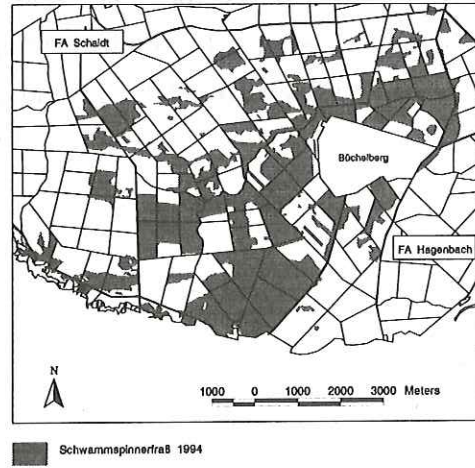 FA Schaidt
Büchelberg
FA Hagenbach
N
1000 0 1000 2000 3000 Meters
Schwammspinnerfraß 1994